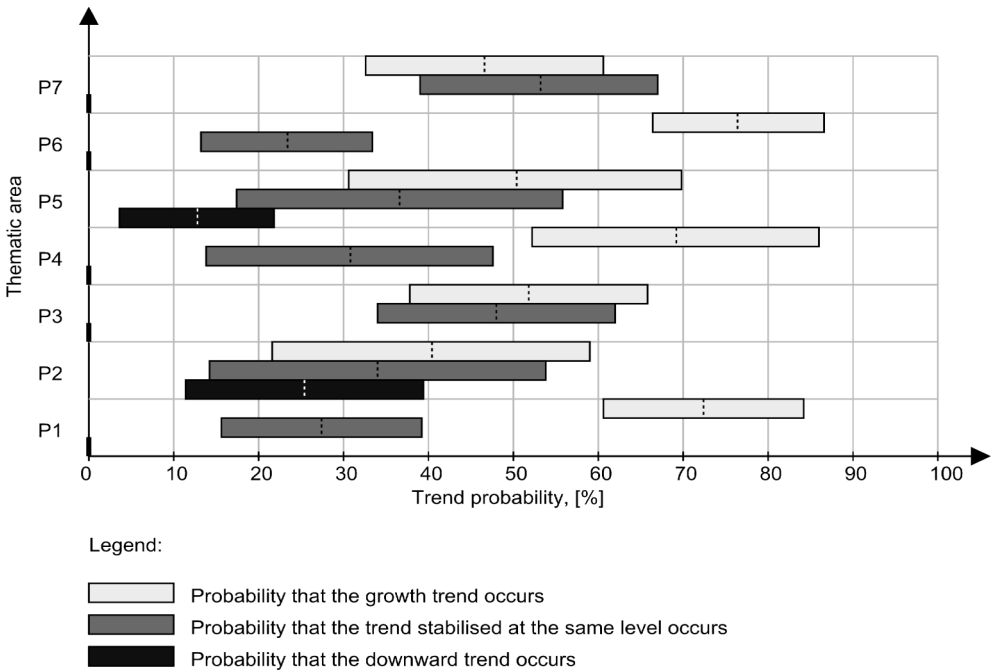 Thematic area
P7
P6
P5
P4
P3
P2
P1
0 10 20 30 40 50 60 70 80 90 100
Trend probability, [%]
Legend:
Probability that the growth trend occurs
Probability that the trend stabilised at the same level occurs
Probability that the downward trend occurs